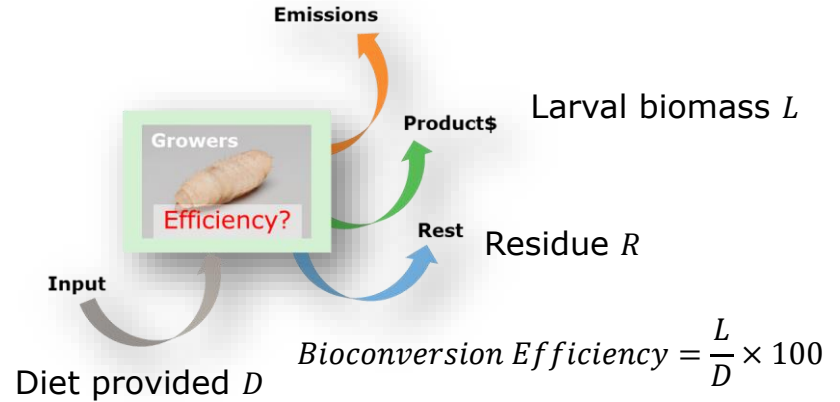 Emissions
Larval biomass L
Product$
Growers
Efficiency?
Rest
Residue R
Input
Bioconversion Efficiency = L/D × 100
Diet provided D